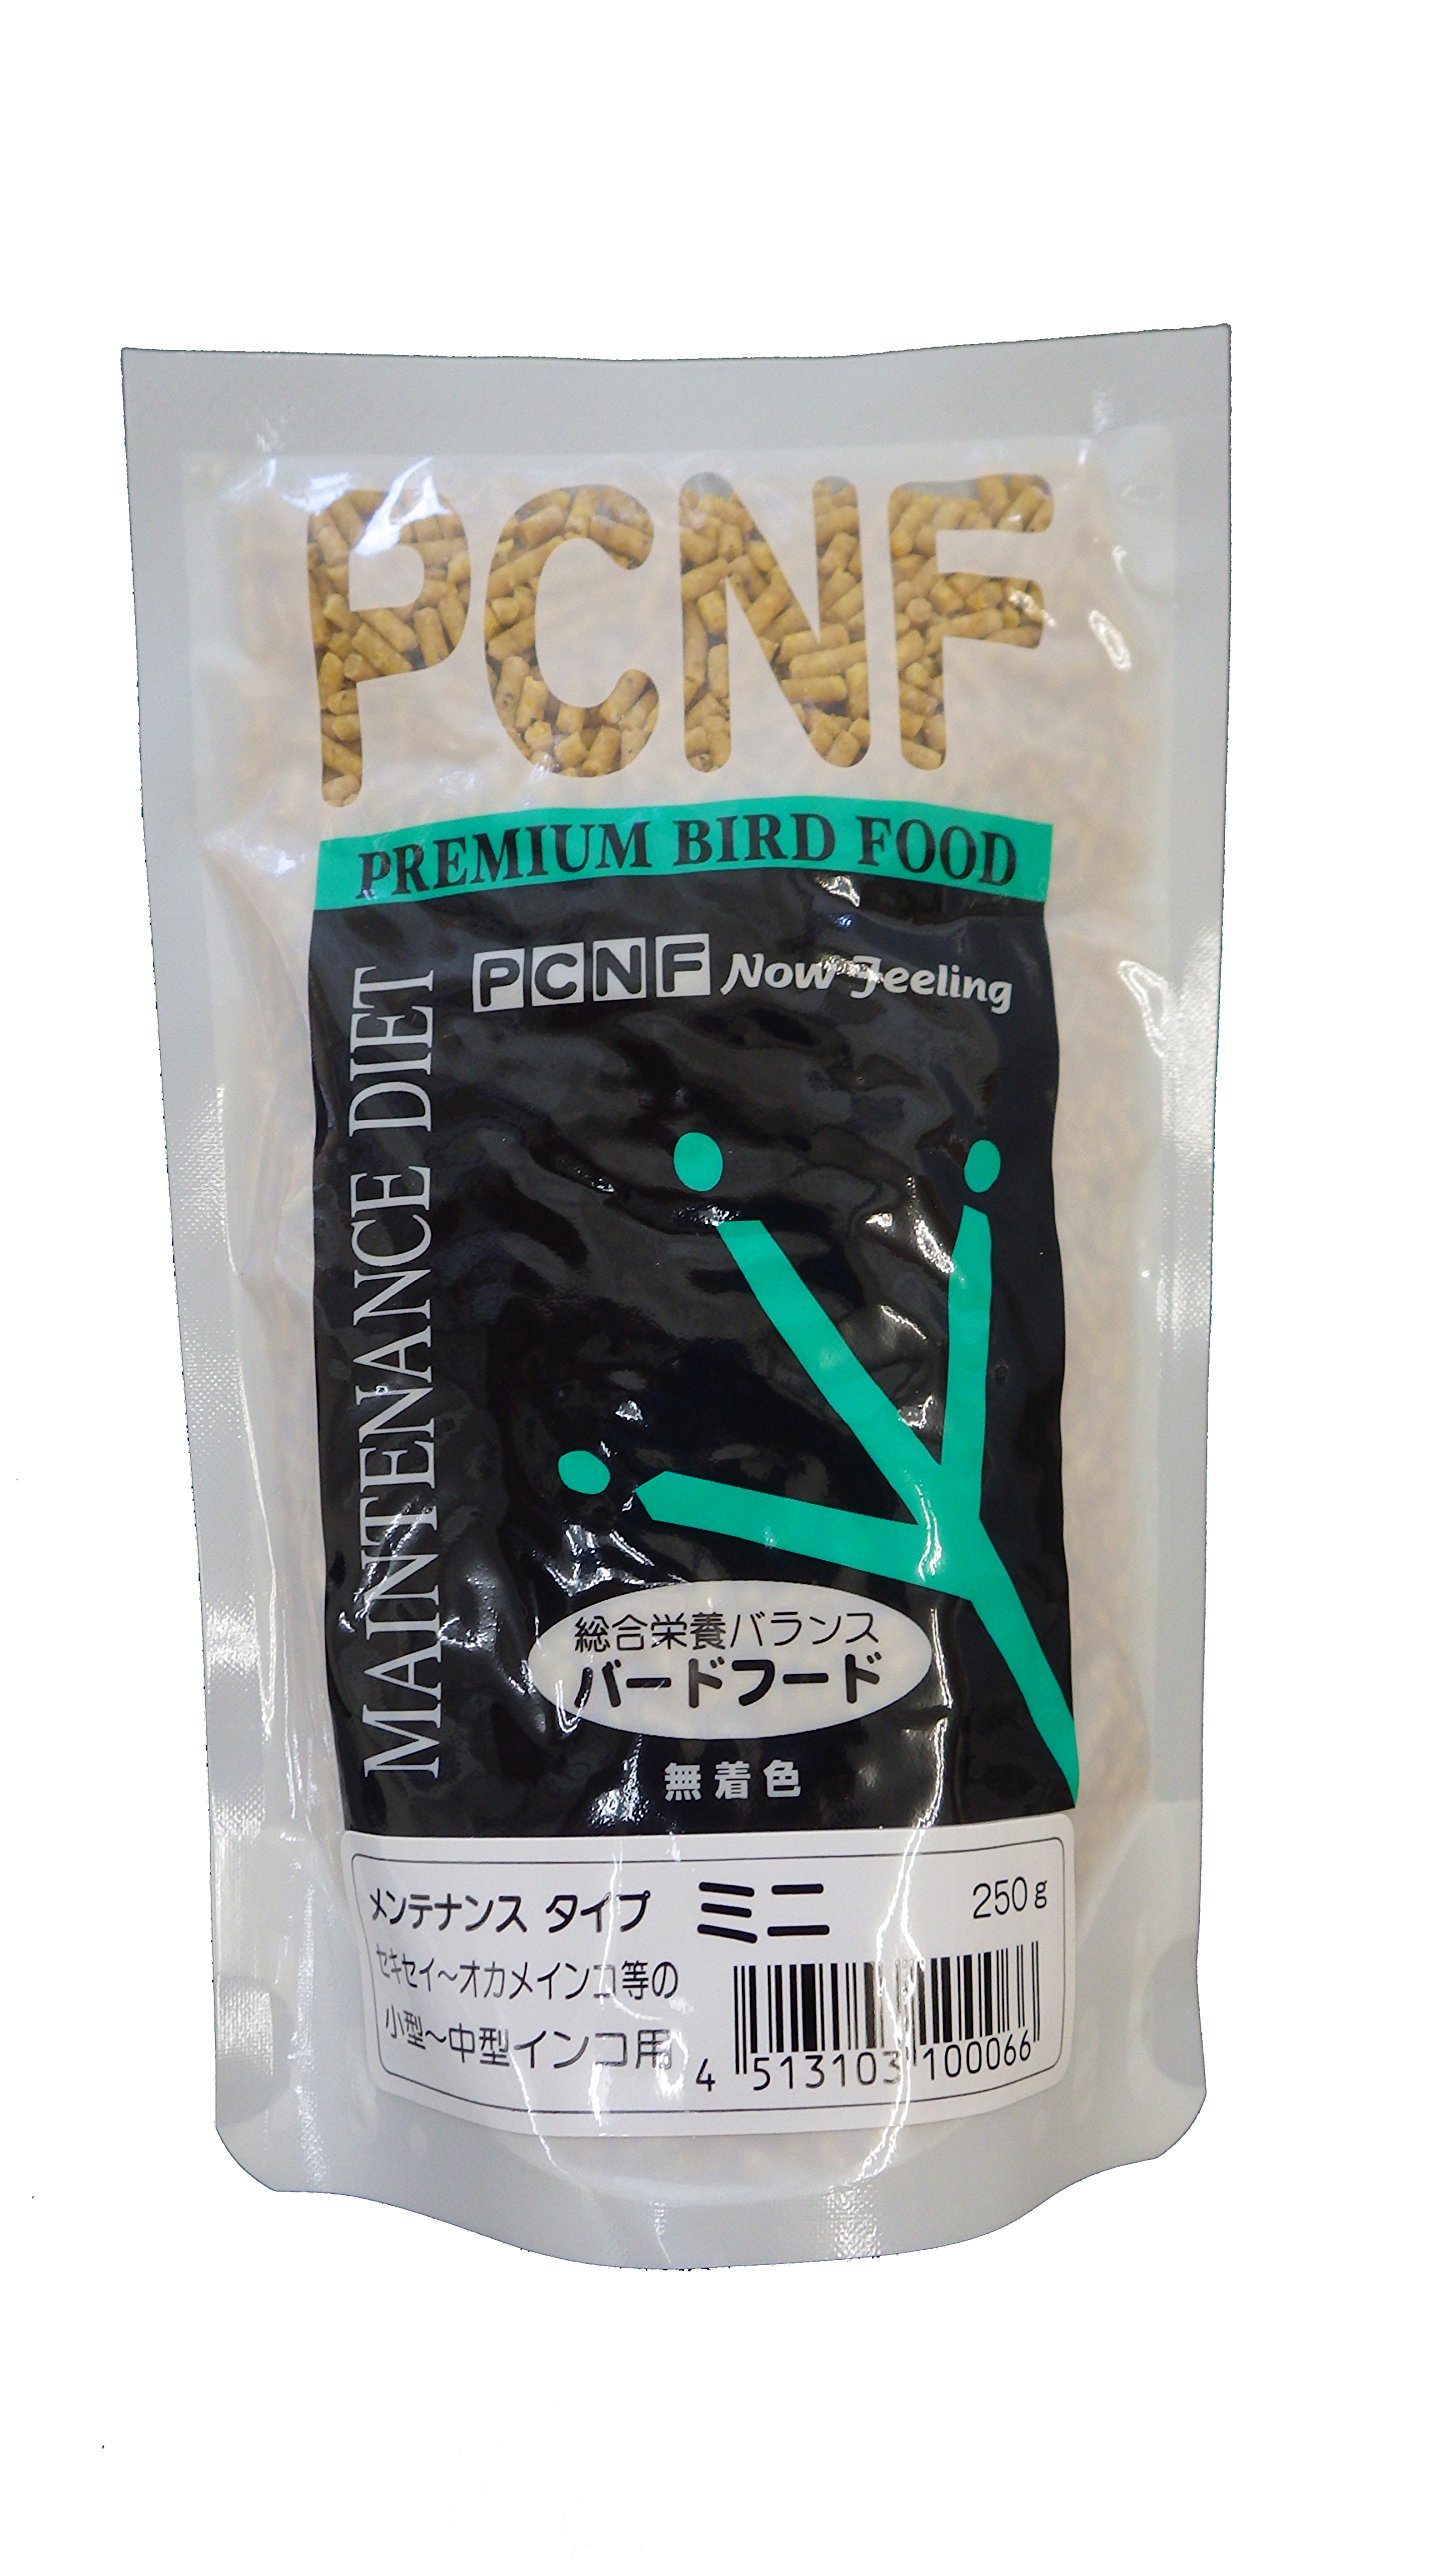 PCNF
PREMIUM BIRD FOOD
PCNF Now Feeling
MAINTENANCE DIET
総合栄養バランス
バードフード
無着色
メンテナンス タイプ ミニ 250g
セキセイ〜オカメインコ等の
小型〜中型インコ用
4 513103 100066